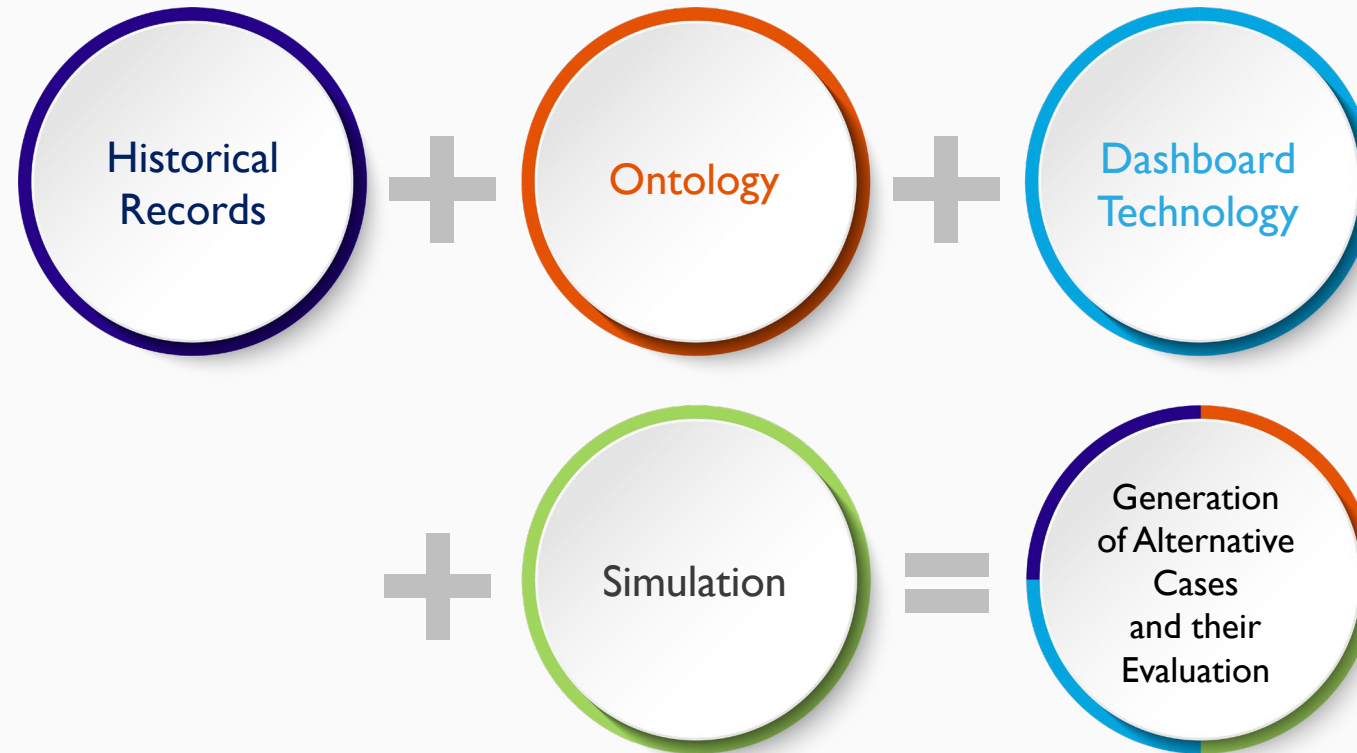 Historical
Records
+
Ontology
+
Dashboard
Technology
+
Simulation
=
Generation
of Alternative
Cases
and their
Evaluation